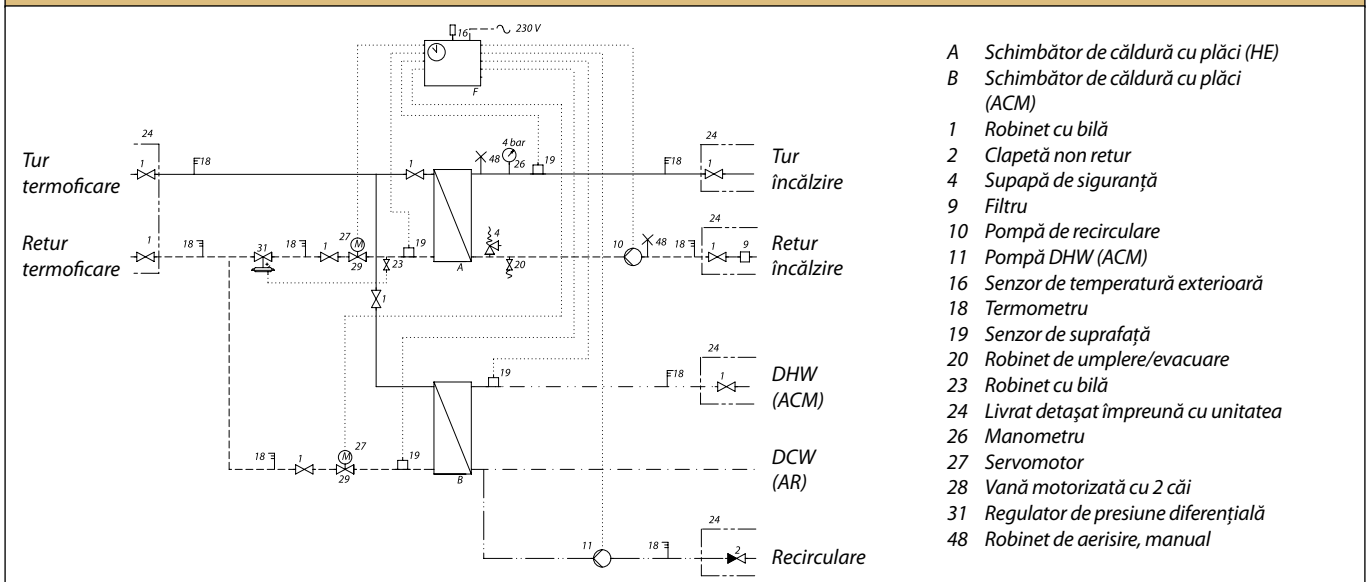 16
230 V
F
24
Tur
termoficare
1
18
1
48
4 bar
26
19
18
24
1
Tur
încălzire
Retur
termoficare
1
18
31
18
1
27
M
29
19
23
A
4
20
10
48
18
24
1
9
Retur
încălzire
1
19
18
24
1
DHW
(ACM)
18
1
27
M
29
19
B
DCW
(AR)
11
18
24
2
Recirculare
A Schimbător de căldură cu plăci (HE)
B Schimbător de căldură cu plăci
(ACM)
1 Robinet cu bilă
2 Clapetă non retur
4 Supapă de siguranță
9 Filtru
10 Pompă de recirculare
11 Pompă DHW (ACM)
16 Senzor de temperatură exterioară
18 Termometru
19 Senzor de suprafață
20 Robinet de umplere/evacuare
23 Robinet cu bilă
24 Livrat detaşat împreună cu unitatea
26 Manometru
27 Servomotor
28 Vană motorizată cu 2 căi
31 Regulator de presiune diferențială
48 Robinet de aerisire, manual